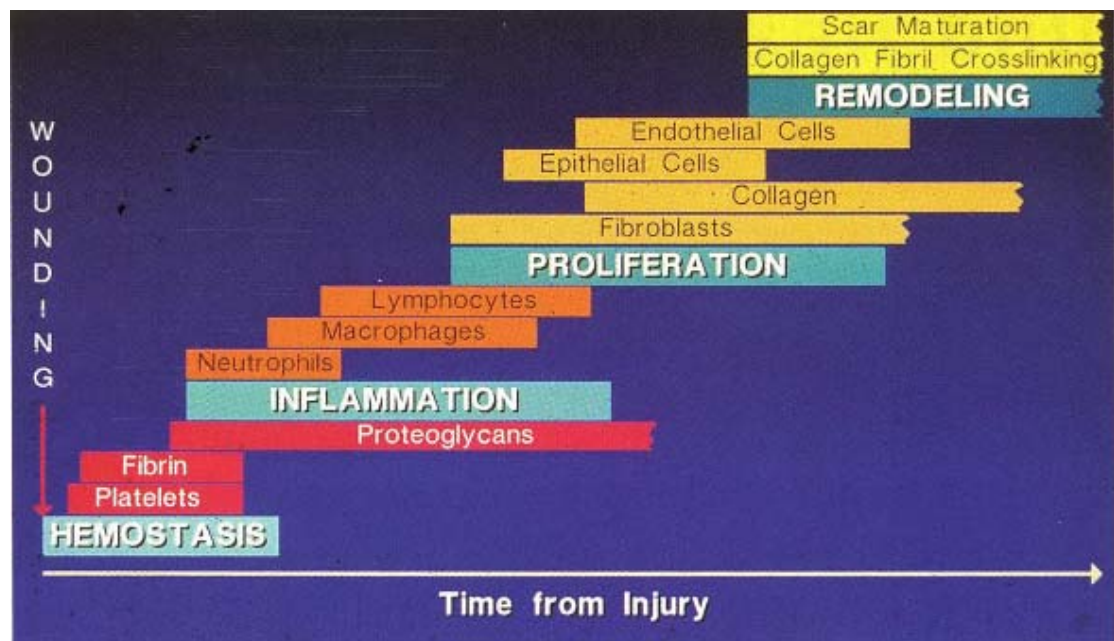 Scar Maturation
Collagen Fibril Crosslinking
REMODELING
WOUNDING
Endothelial Cells
Epithelial Cells
Collagen
Fibroblasts
PROLIFERATION
Lymphocytes
Macrophages
Neutrophils
INFLAMMATION
Proteoglycans
Fibrin
Platelets
HEMOSTASIS
Time from Injury